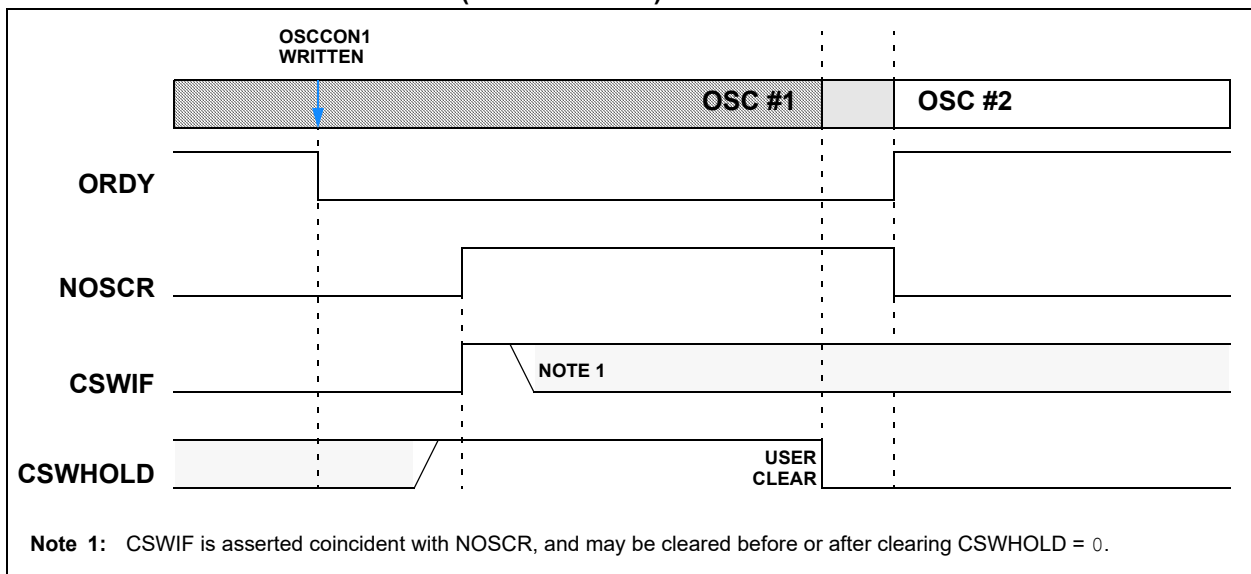 OSCCON1
WRITTEN
OSC #1
OSC #2
ORDY
NOSCR
CSWIF
NOTE 1
CSWHOLD
USER
CLEAR
Note 1: CSWIF is asserted coincident with NOSCR, and may be cleared before or after clearing CSWHOLD = 0.